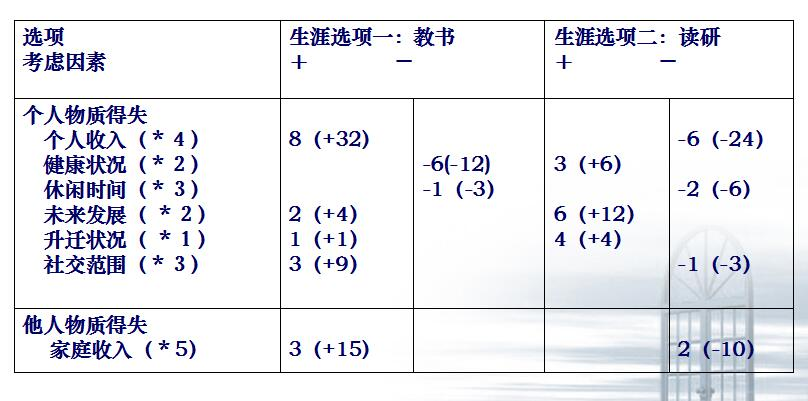 选项 生涯选项一：教书 生涯选项二：读研
考虑因素 ＋ － ＋ －
个人物质得失
个人收入（* 4） 8（+32） -6（-24）
健康状况（* 2） -6(-12) 3（+6）
休闲时间（* 3） -1（-3） -2（-6）
未来发展（ * 2） 2（+4） 6（+12）
升迁状况（ * 1） 1（+1） 4（+4）
社交范围（* 3） 3（+9） -1（-3）
他人物质得失
家庭收入（*5） 3（+15） 2（-10）